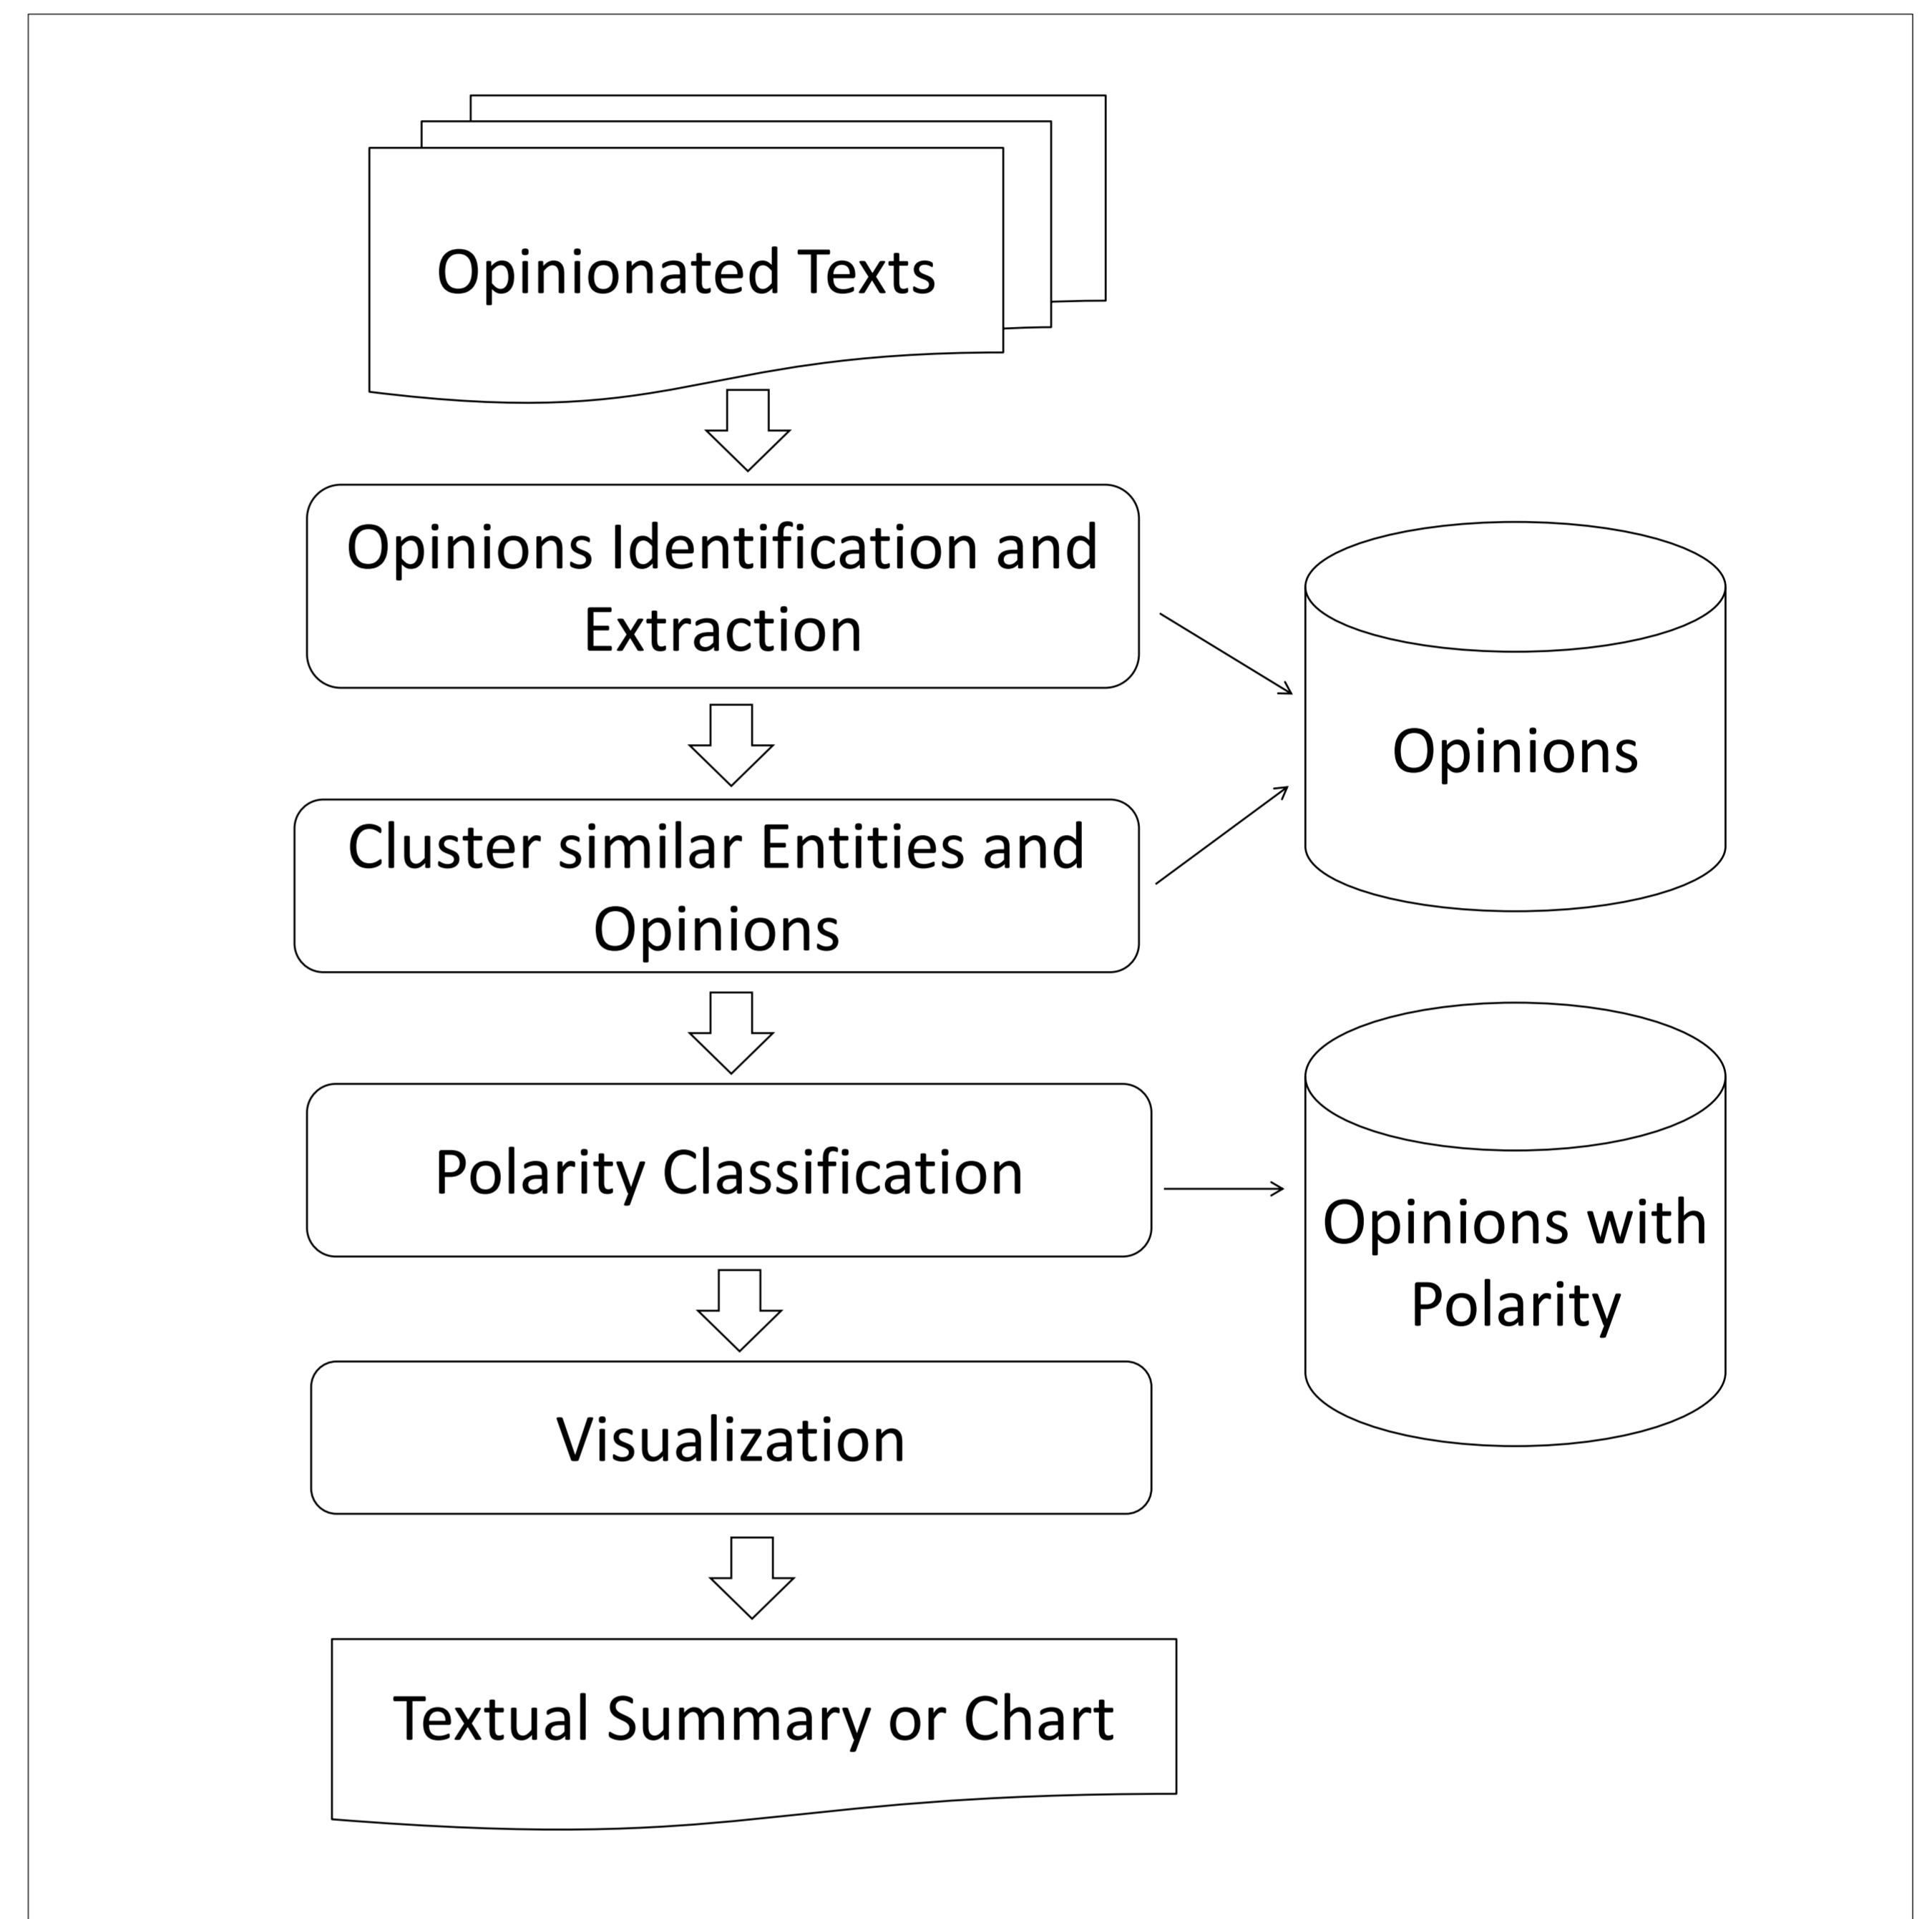 Opinionated Texts
Opinions Identification and
Extraction
Opinions
Cluster similar Entities and
Opinions
Polarity Classification
Opinions with
Polarity
Visualization
Textual Summary or Chart